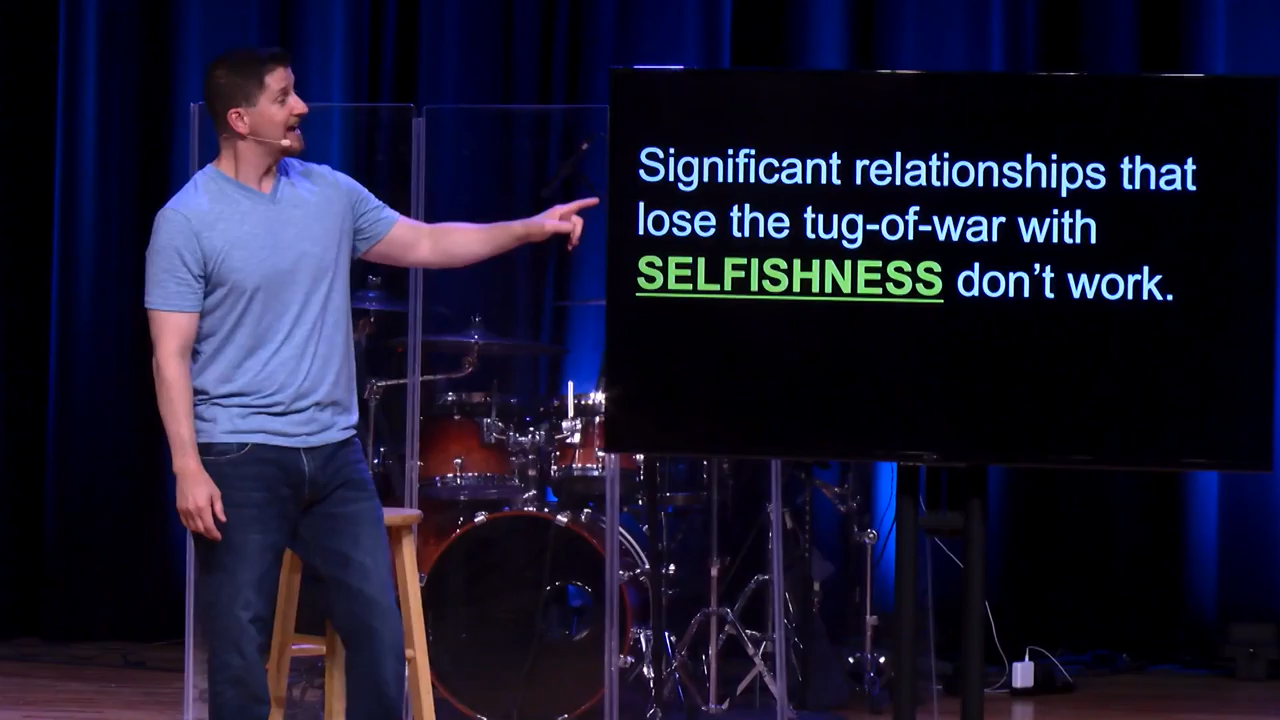 Significant relationships that
lose the tug-of-war with
SELFISHNESS don’t work.